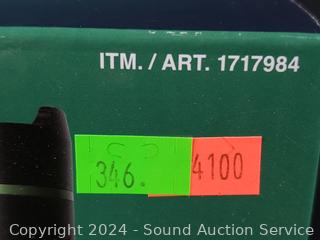 ITM. / ART. 1717984
346.
4100
Copyright 2024 - Sound Auction Service